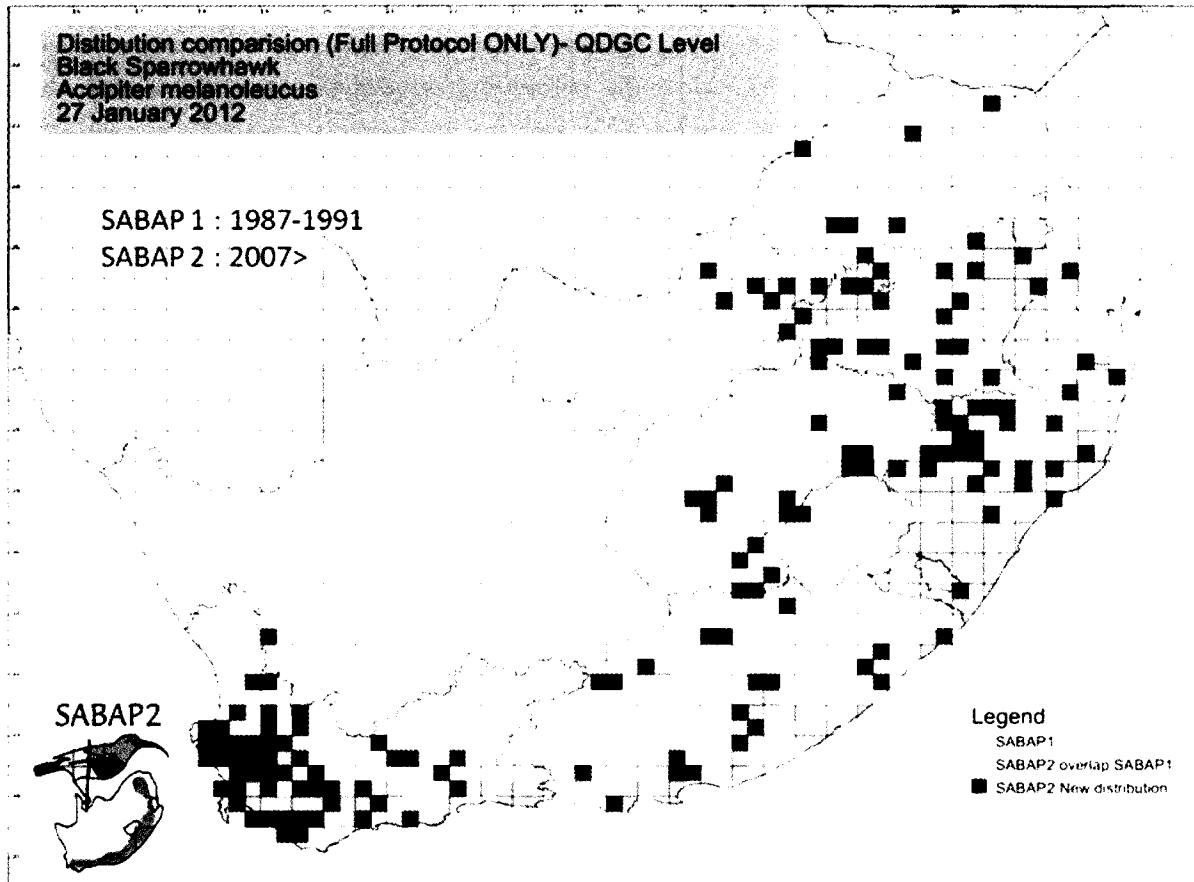 Distibution comparision (Full Protocol ONLY)- QDGC Level
Black Sparrowhawk
Accipiter melanoleucus
27 January 2012
SABAP 1 : 1987-1991
SABAP 2 : 2007>
SABAP2
Legend
SABAP1
SABAP2 overlap SABAP1
SABAP2 New distribution